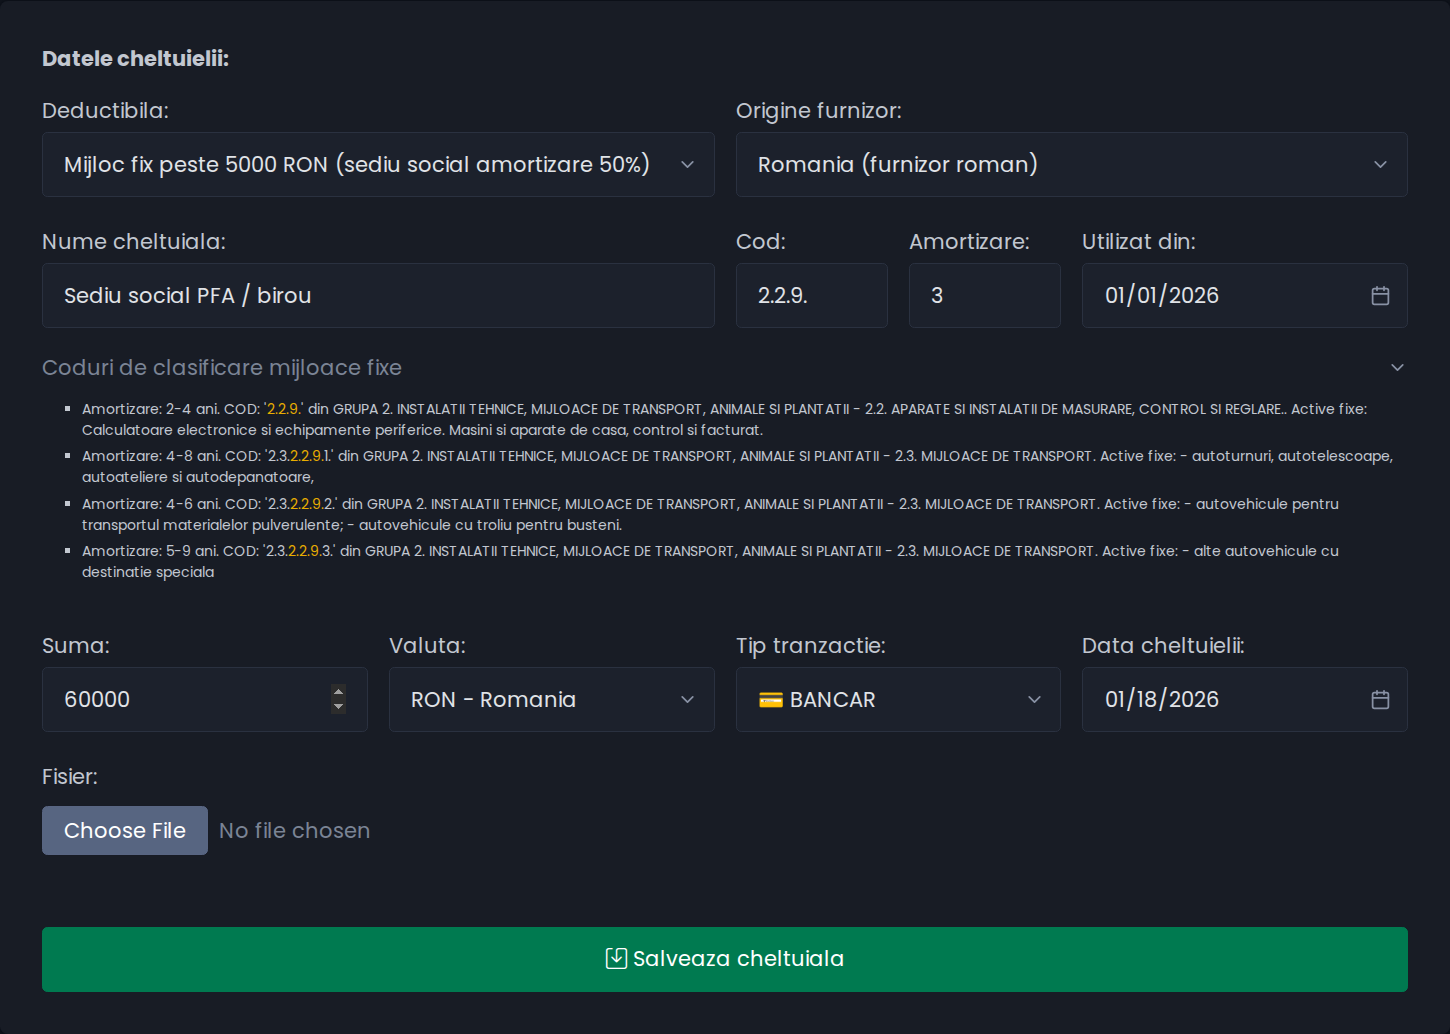 Datele cheltuielii:
Deductibila:
Origine furnizor:
Mijloc fix peste 5000 RON (sediu social amortizare 50%)
Romania (furnizor roman)
Nume cheltuiala:
Cod:
Amortizare:
Utilizat din:
Sediu social PFA / birou
2.2.9.
3
01/01/2026
Coduri de clasificare mijloace fixe
Amortizare: 2-4 ani. COD: '2.2.9.' din GRUPA 2. INSTALATII TEHNICE, MIJLOACE DE TRANSPORT, ANIMALE SI PLANTATII - 2.2. APARATE SI INSTALATII DE MASURARE, CONTROL SI REGLARE.. Active fixe:
Calculatoare electronice si echipamente periferice. Masini si aparate de casa, control si facturat.
Amortizare: 4-8 ani. COD: '2.3.2.2.9.1.' din GRUPA 2. INSTALATII TEHNICE, MIJLOACE DE TRANSPORT, ANIMALE SI PLANTATII - 2.3. MIJLOACE DE TRANSPORT. Active fixe: - autoturnuri, autotelescoape,
autoateliere si autodepanatoare,
Amortizare: 4-6 ani. COD: '2.3.2.2.9.2.' din GRUPA 2. INSTALATII TEHNICE, MIJLOACE DE TRANSPORT, ANIMALE SI PLANTATII - 2.3. MIJLOACE DE TRANSPORT. Active fixe: - autovehicule pentru
transportul materialelor pulverulente; - autovehicule cu troliu pentru busteni.
Amortizare: 5-9 ani. COD: '2.3.2.2.9.3.' din GRUPA 2. INSTALATII TEHNICE, MIJLOACE DE TRANSPORT, ANIMALE SI PLANTATII - 2.3. MIJLOACE DE TRANSPORT. Active fixe: - alte autovehicule cu
destinatie speciala
Suma:
Valuta:
Tip tranzactie:
Data cheltuielii:
60000
RON - Romania
💳 BANCAR
01/18/2026
Fisier:
Choose File No file chosen
Salveaza cheltuiala